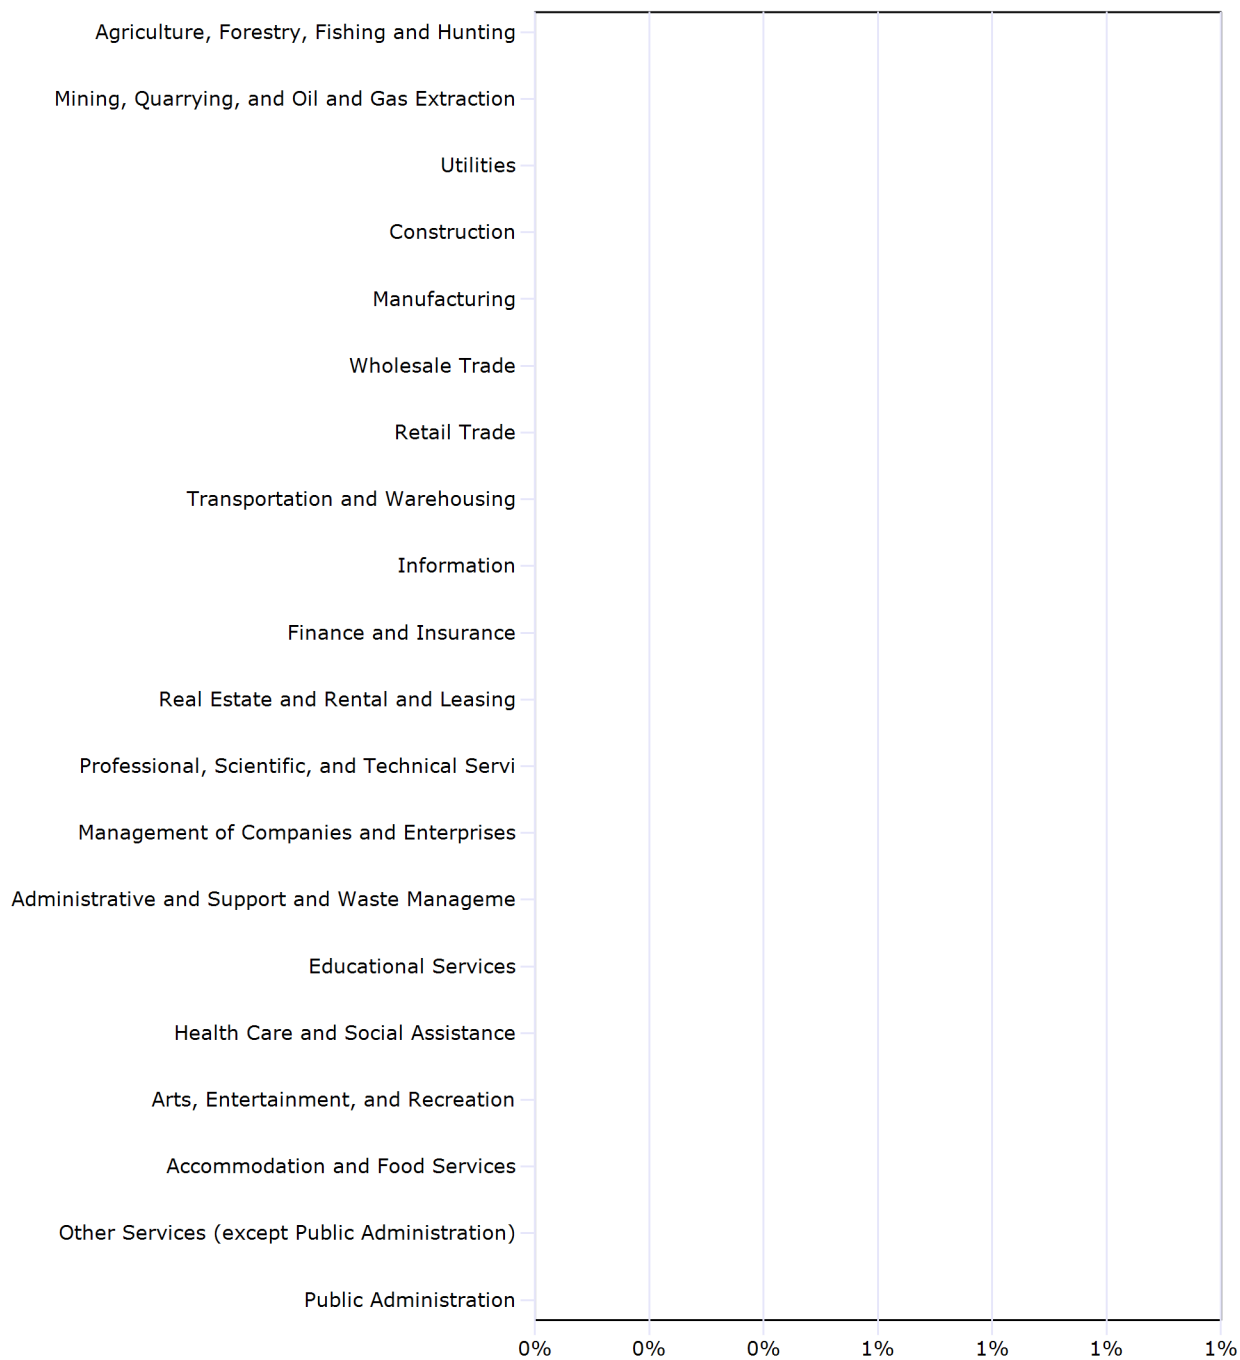 Agriculture, Forestry, Fishing and Hunting
Mining, Quarrying, and Oil and Gas Extraction
Utilities
Construction
Manufacturing
Wholesale Trade
Retail Trade
Transportation and Warehousing
Information
Finance and Insurance
Real Estate and Rental and Leasing
Professional, Scientific, and Technical Servi
Management of Companies and Enterprises
Administrative and Support and Waste Manageme
Educational Services
Health Care and Social Assistance
Arts, Entertainment, and Recreation
Accommodation and Food Services
Other Services (except Public Administration)
Public Administration
0% 0% 0% 1% 1% 1% 1%